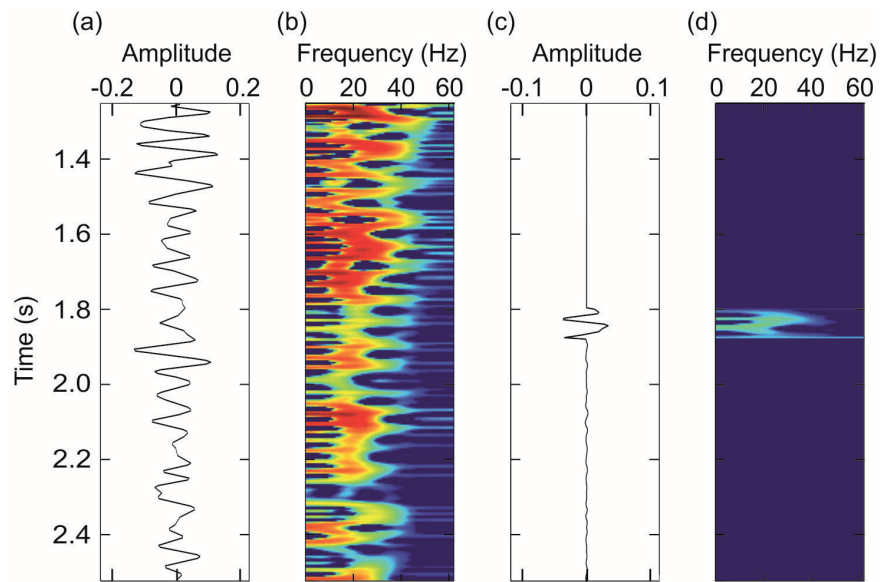 (a) (b) (c) (d)
Amplitude Frequency (Hz) Amplitude Frequency (Hz)
-0.2 0 0.2 0 20 40 60 -0.1 0 0.1 0 20 40 60
1.4
1.6
1.8
2.0
2.2
2.4
Time (s)